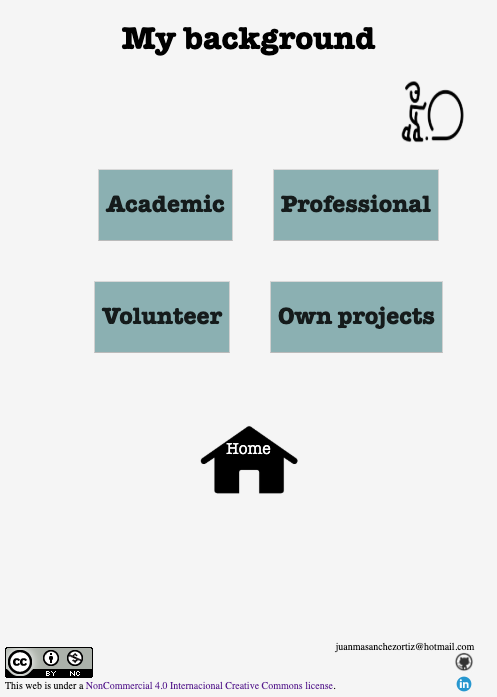 My background
Academic
Professional
Volunteer
Own projects
Home
juanmasanchezortiz@hotmail.com
cc
BY NC
in
This web is under a NonCommercial 4.0 Internacional Creative Commons license.